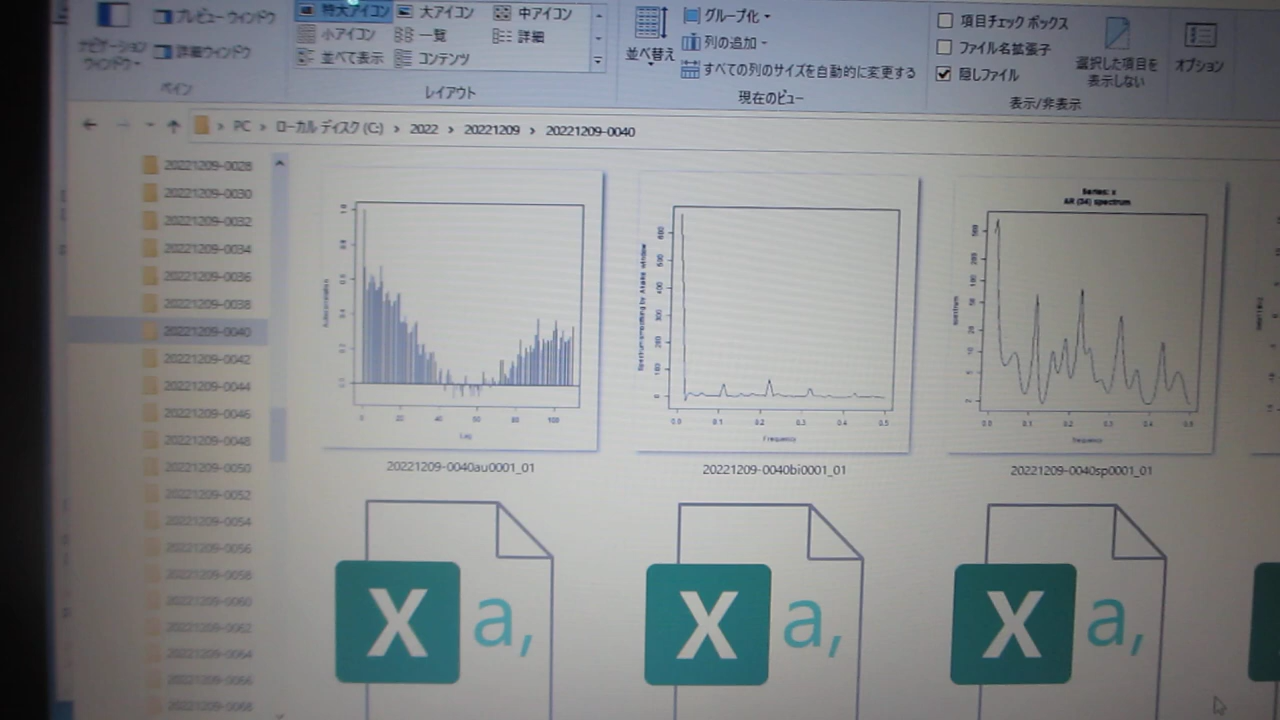 プレビュー ウィンドウ
特大アイコン 大アイコン 中アイコン
グループ化
項目チェック ボックス
ナビゲーション
ウィンドウ
詳細ウィンドウ
小アイコン 一覧 詳細
並べ替え
列の追加
ファイル名拡張子
選択した項目を
表示しない
オプション
並べて表示 コンテンツ
すべての列のサイズを自動的に変更する
隠しファイル
ペイン
レイアウト
現在のビュー
表示/非表示
PC > ローカル ディスク (C:) > 2022 > 20221209 > 20221209-0040
20221209-0028
20221209-0030
20221209-0032
20221209-0034
20221209-0036
20221209-0038
20221209-0040
20221209-0042
20221209-0044
20221209-0046
20221209-0048
20221209-0050
20221209-0052
20221209-0054
20221209-0056
20221209-0058
20221209-0060
20221209-0062
20221209-0064
20221209-0066
20221209-0068
Series: x
AR (24) spectrum
Lag
Frequency
frequency
spectrum
20221209-0040au0001_01
20221209-0040bi0001_01
20221209-0040sp0001_01
X a,
X a,
X a,